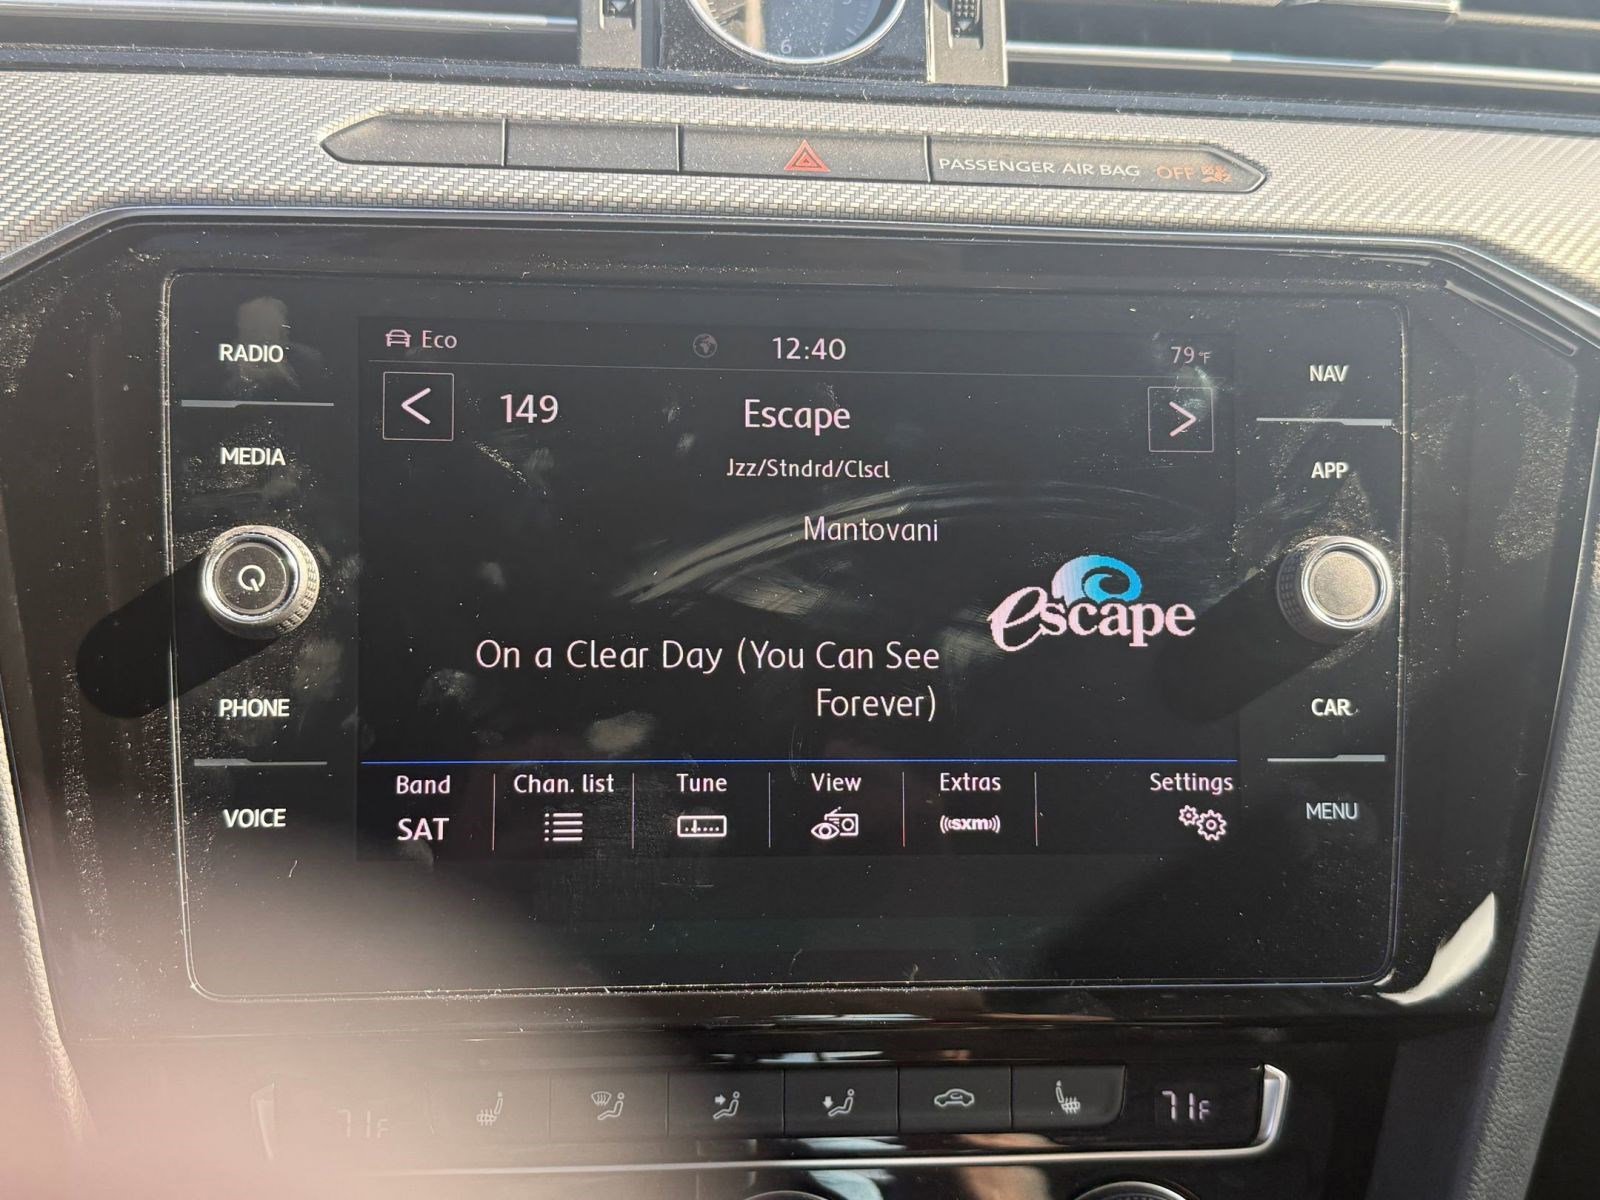 6
PASSENGER AIR BAG OFF
RADIO
MEDIA
PHONE
VOICE
Eco
12:40
79°F
149
Escape
Jzz/Stndrd/Clscl
Mantovani
escape
On a Clear Day (You Can See
Forever)
Band
SAT
Chan. list
Tune
View
Extras
((sxm))
Settings
NAV
APP
CAR
MENU
71F
71F